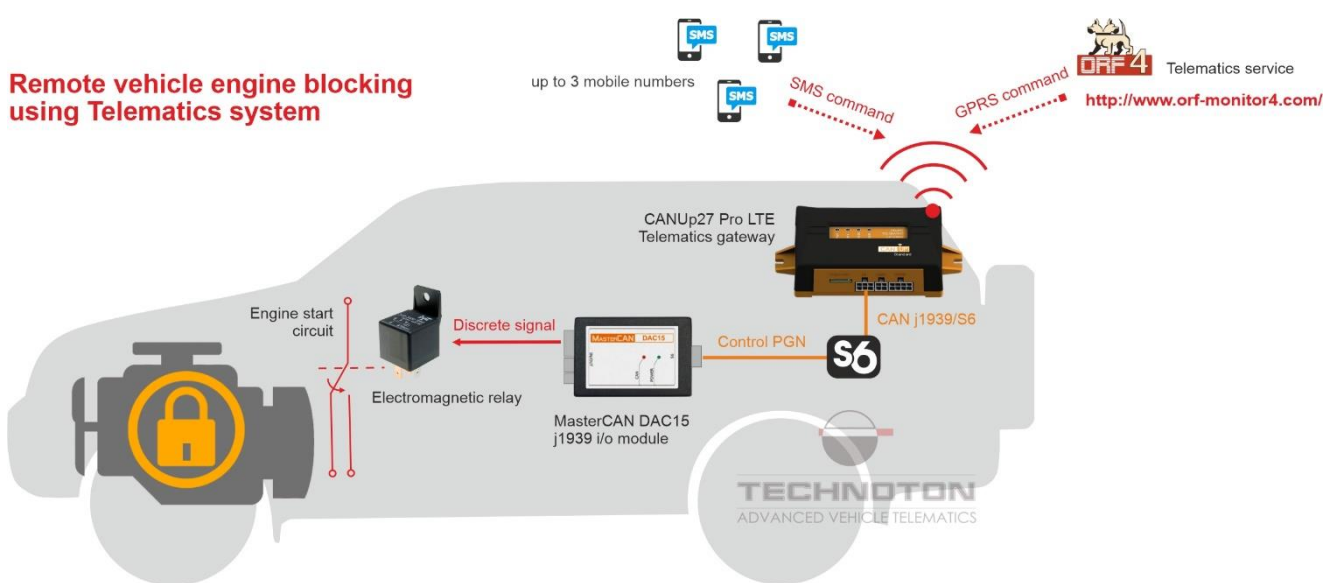 Remote vehicle engine blocking
using Telematics system
SMS
SMS
SMS
up to 3 mobile numbers
SMS command
GPRS command
ORF 4
Telematics service
http://www.orf-monitor4.com/
CANUp27 Pro LTE
Telematics gateway
CAN j1939/S6
Engine start
circuit
Discrete signal
MASTERCAN DAC15
CAN
POWER
Control PGN
S6
Electromagnetic relay
MasterCAN DAC15
j1939 i/o module
TECHNOTON
ADVANCED VEHICLE TELEMATICS